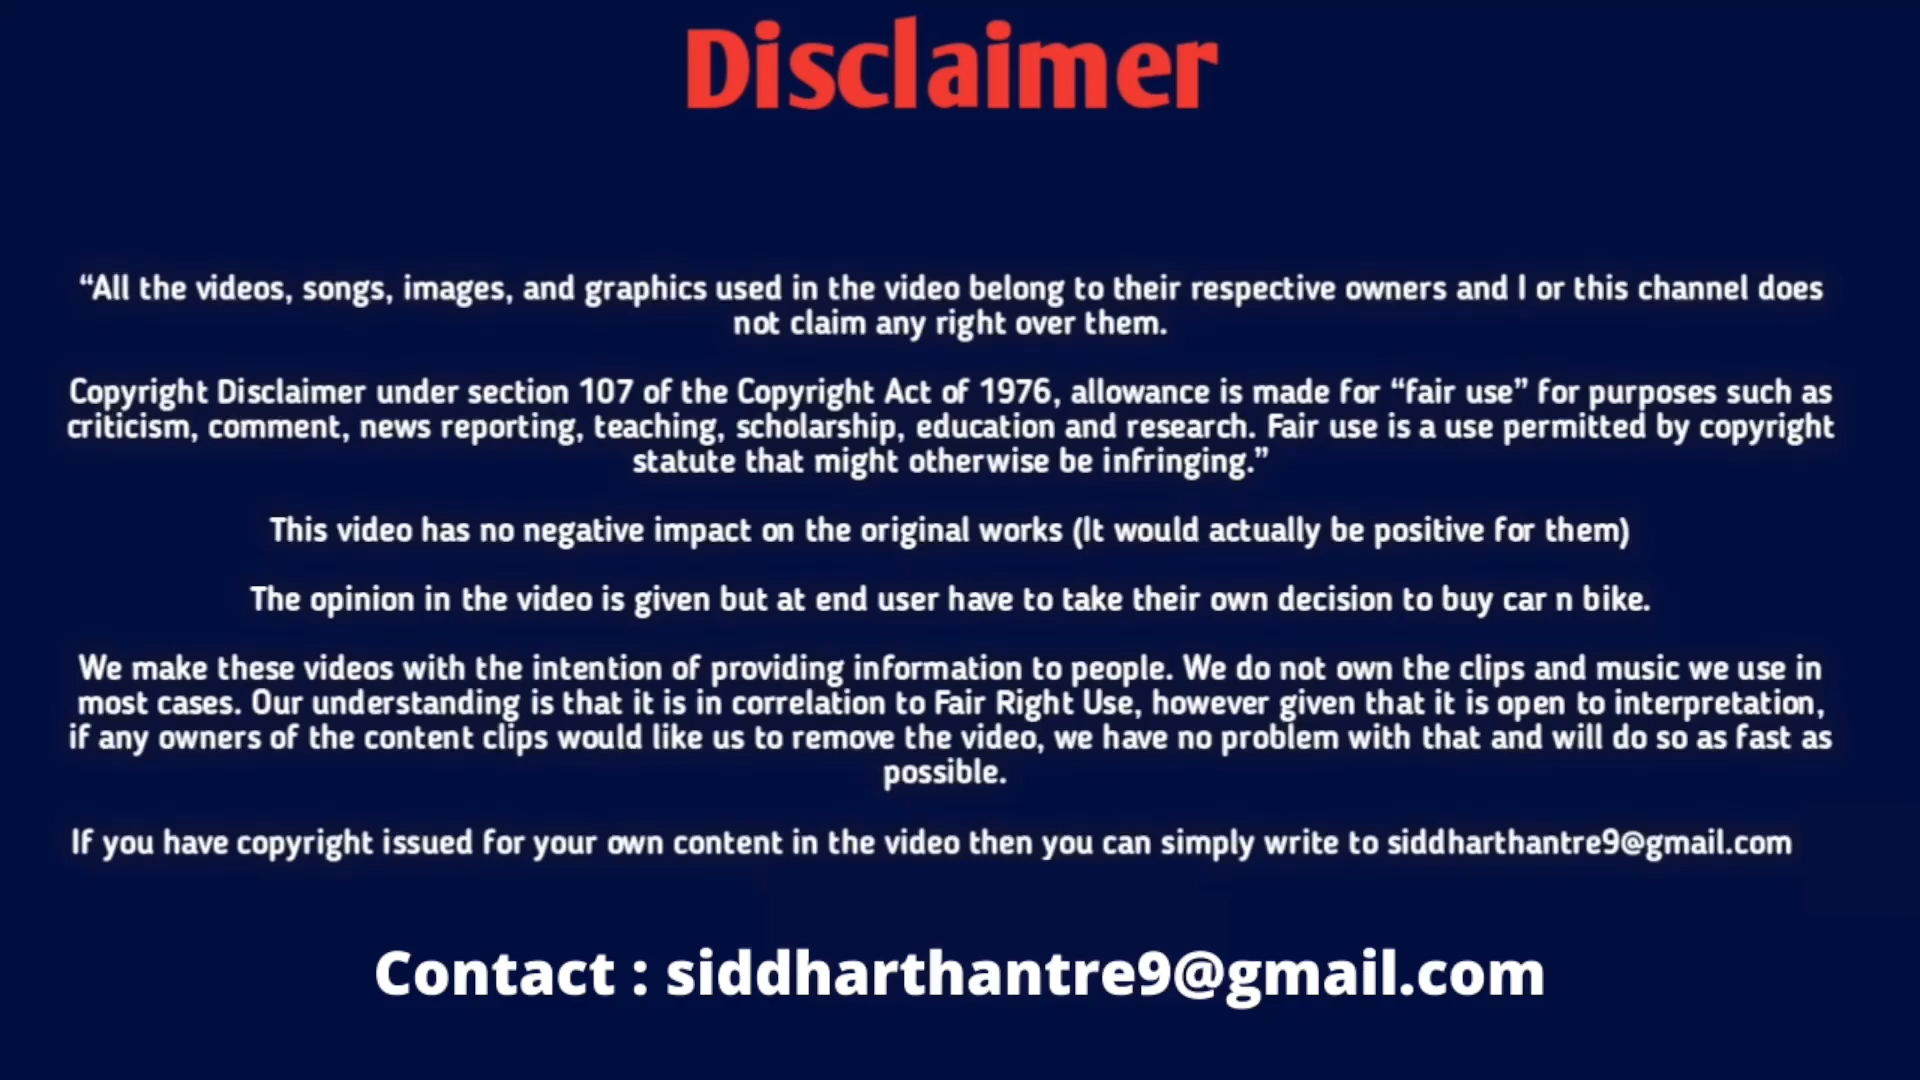 Disclaimer
“All the videos, songs, images, and graphics used in the video belong to their respective owners and I or this channel does
not claim any right over them.
Copyright Disclaimer under section 107 of the Copyright Act of 1976, allowance is made for “fair use” for purposes such as
criticism, comment, news reporting, teaching, scholarship, education and research. Fair use is a use permitted by copyright
statute that might otherwise be infringing.”
This video has no negative impact on the original works (It would actually be positive for them)
The opinion in the video is given but at end user have to take their own decision to buy car n bike.
We make these videos with the intention of providing information to people. We do not own the clips and music we use in
most cases. Our understanding is that it is in correlation to Fair Right Use, however given that it is open to interpretation,
if any owners of the content clips would like us to remove the video, we have no problem with that and will do so as fast as
possible.
If you have copyright issued for your own content in the video then you can simply write to siddharthantre9@gmail.com
Contact : siddharthantre9@gmail.com